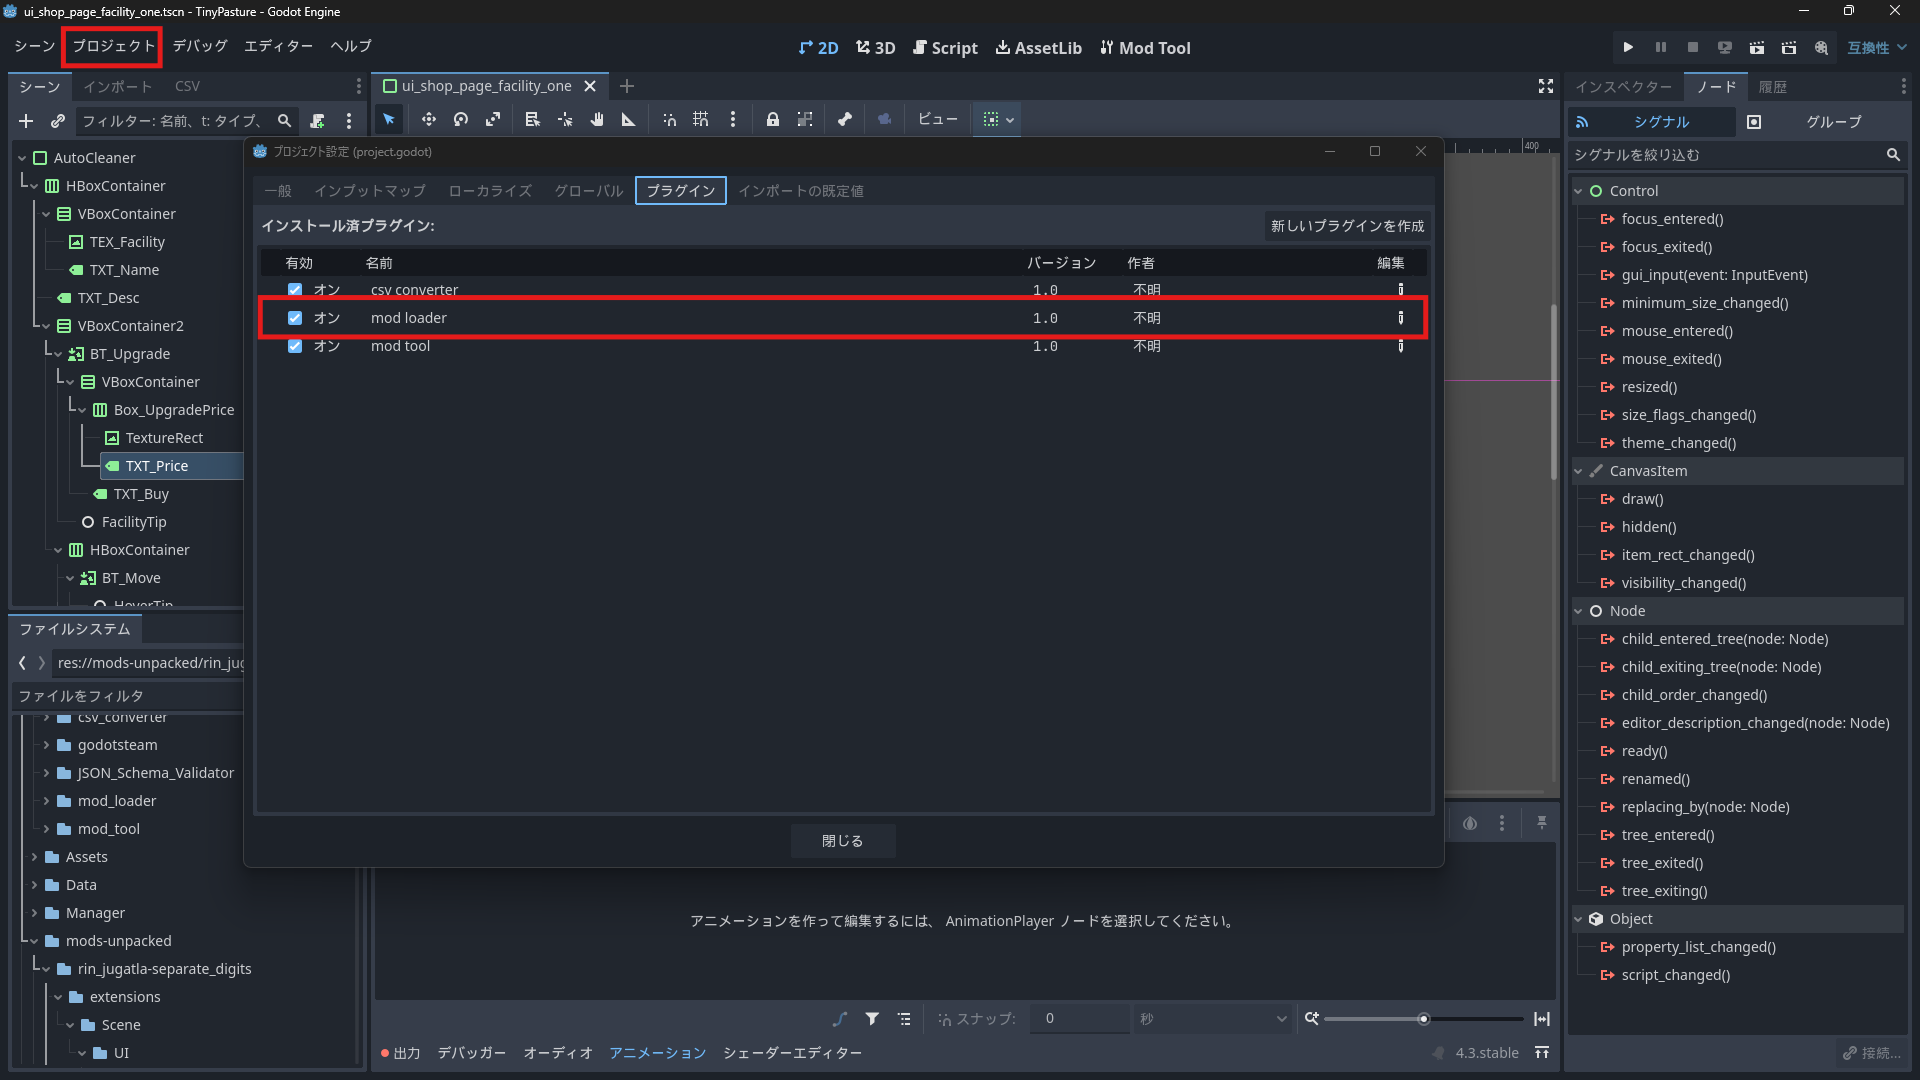 ui_shop_page_facility_one.tscn - TinyPasture - Godot Engine
シーン プロジェクト デバッグ エディター ヘルプ
2D 3D Script AssetLib Mod Tool
互換性
シーン インポート CSV
フィルター: 名前、t: タイプ、
AutoCleaner
HBoxContainer
VBoxContainer
TEX_Facility
TXT_Name
TXT_Desc
VBoxContainer2
BT_Upgrade
VBoxContainer
Box_UpgradePrice
TextureRect
TXT_Price
TXT_Buy
FacilityTip
HBoxContainer
BT_Move
HoverTip
ファイルシステム
res://mods-unpacked/rin_jug
ファイルをフィルタ
csv_converter
godotsteam
JSON_Schema_Validator
mod_loader
mod_tool
Assets
Data
Manager
mods-unpacked
rin_jugatla-separate_digits
extensions
Scene
UI
ui_shop_page_facility_one
ビュー
400
プロジェクト設定 (project.godot)
一般 インプットマップ ローカライズ グローバル プラグイン インポートの既定値
インストール済プラグイン:
新しいプラグインを作成
有効 名前 バージョン 作者 編集
オン csv converter 1.0 不明
オン mod loader 1.0 不明
オン mod tool 1.0 不明
閉じる
アニメーションを作って編集するには、 AnimationPlayer ノードを選択してください。
スナップ: 0 秒
出力 デバッガー オーディオ アニメーション シェーダーエディター
4.3.stable
インスペクター ノード 履歴
シグナル グループ
シグナルを絞り込む
Control
focus_entered()
focus_exited()
gui_input(event: InputEvent)
minimum_size_changed()
mouse_entered()
mouse_exited()
resized()
size_flags_changed()
theme_changed()
CanvasItem
draw()
hidden()
item_rect_changed()
visibility_changed()
Node
child_entered_tree(node: Node)
child_exiting_tree(node: Node)
child_order_changed()
editor_description_changed(node: Node)
ready()
renamed()
replacing_by(node: Node)
tree_entered()
tree_exited()
tree_exiting()
Object
property_list_changed()
script_changed()
接続...